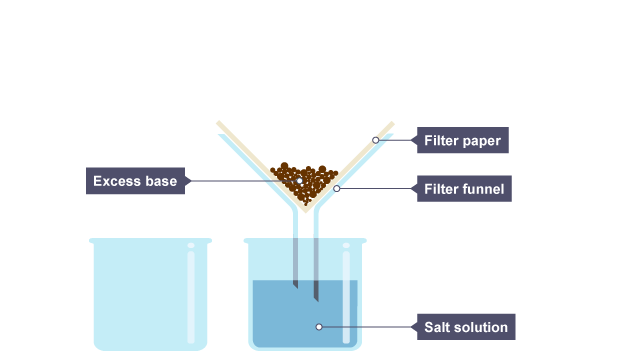 Filter paper
Excess base
Filter funnel
Salt solution